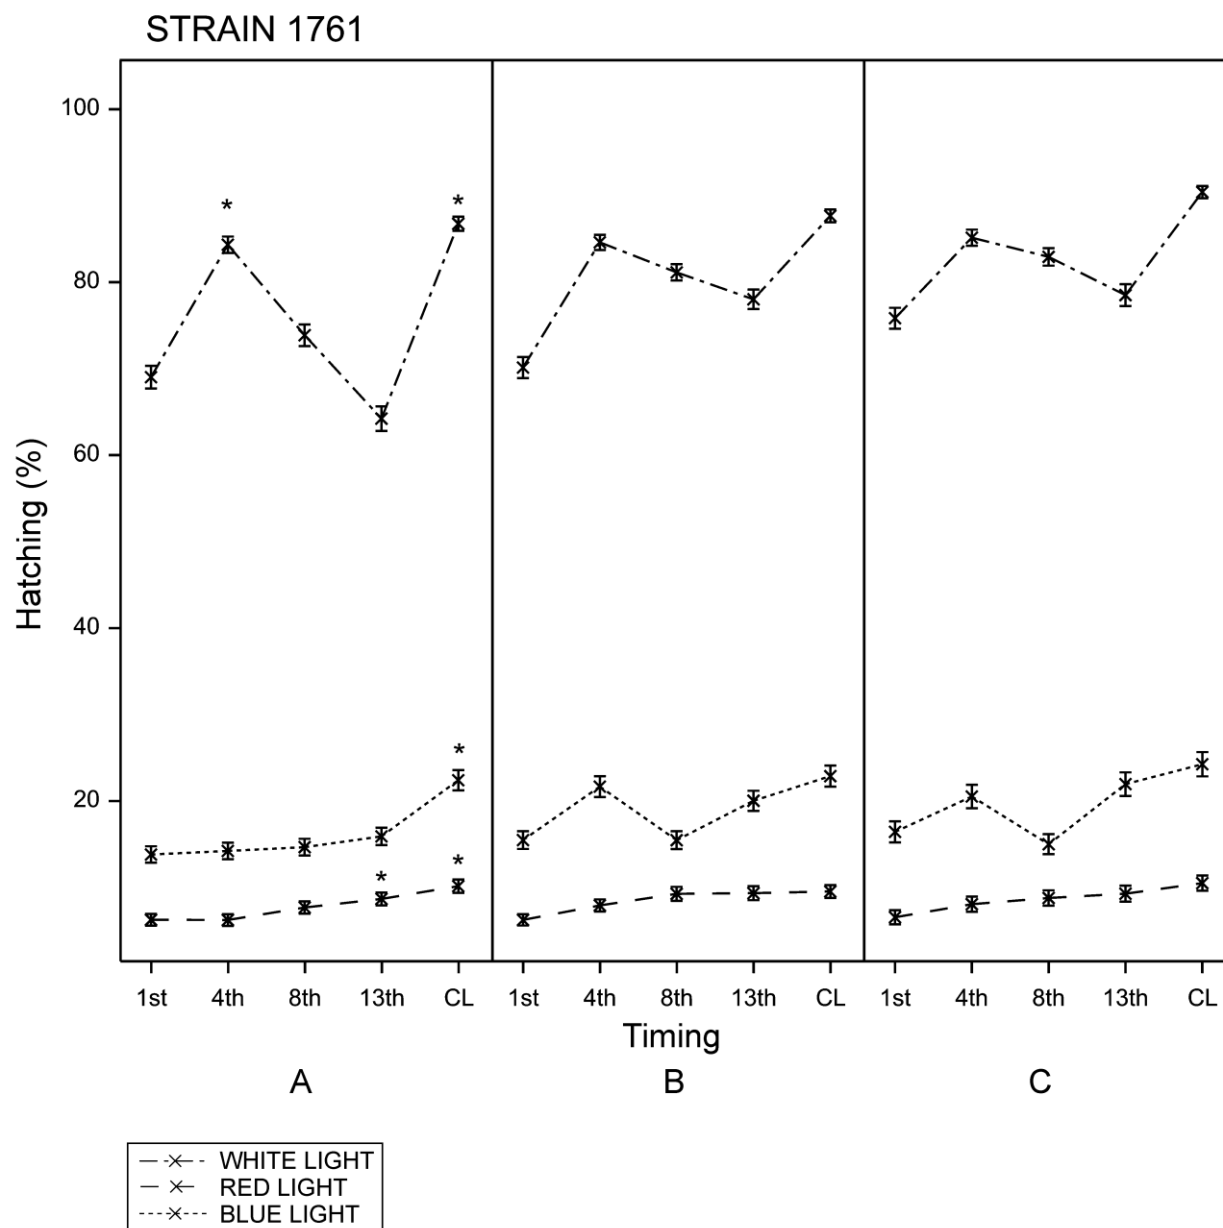 STRAIN 1761
100
80
60
40
20
Hatching (%)
*
*
*
*
*
1st 4th 8th 13th CL 1st 4th 8th 13th CL 1st 4th 8th 13th CL
Timing
A B C
WHITE LIGHT
RED LIGHT
BLUE LIGHT